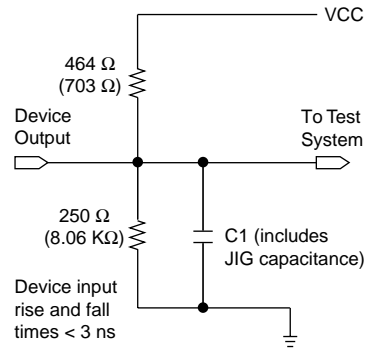 VCC
464 Ω
(703 Ω)
Device
Output
To Test
System
250 Ω
(8.06 KΩ)
C1 (includes
JIG capacitance)
Device input
rise and fall
times < 3 ns